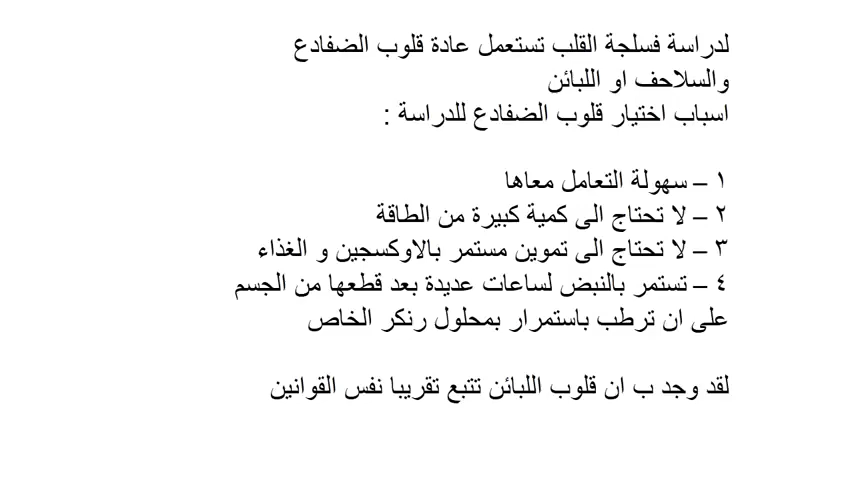 لدراسة فسلجة القلب تستعمل عادة قلوب الضفادع
والسلاحف او اللبائن
اسباب اختيار قلوب الضفادع للدراسة :
١ – سهولة التعامل معاها
٢ – لا تحتاج الى كمية كبيرة من الطاقة
٣ – لا تحتاج الى تموين مستمر بالاوكسجين و الغذاء
٤ – تستمر بالنبض لساعات عديدة بعد قطعها من الجسم
على ان ترطب باستمرار بمحلول رنكر الخاص
لقد وجد ب ان قلوب اللبائن تتبع تقريبا نفس القوانين